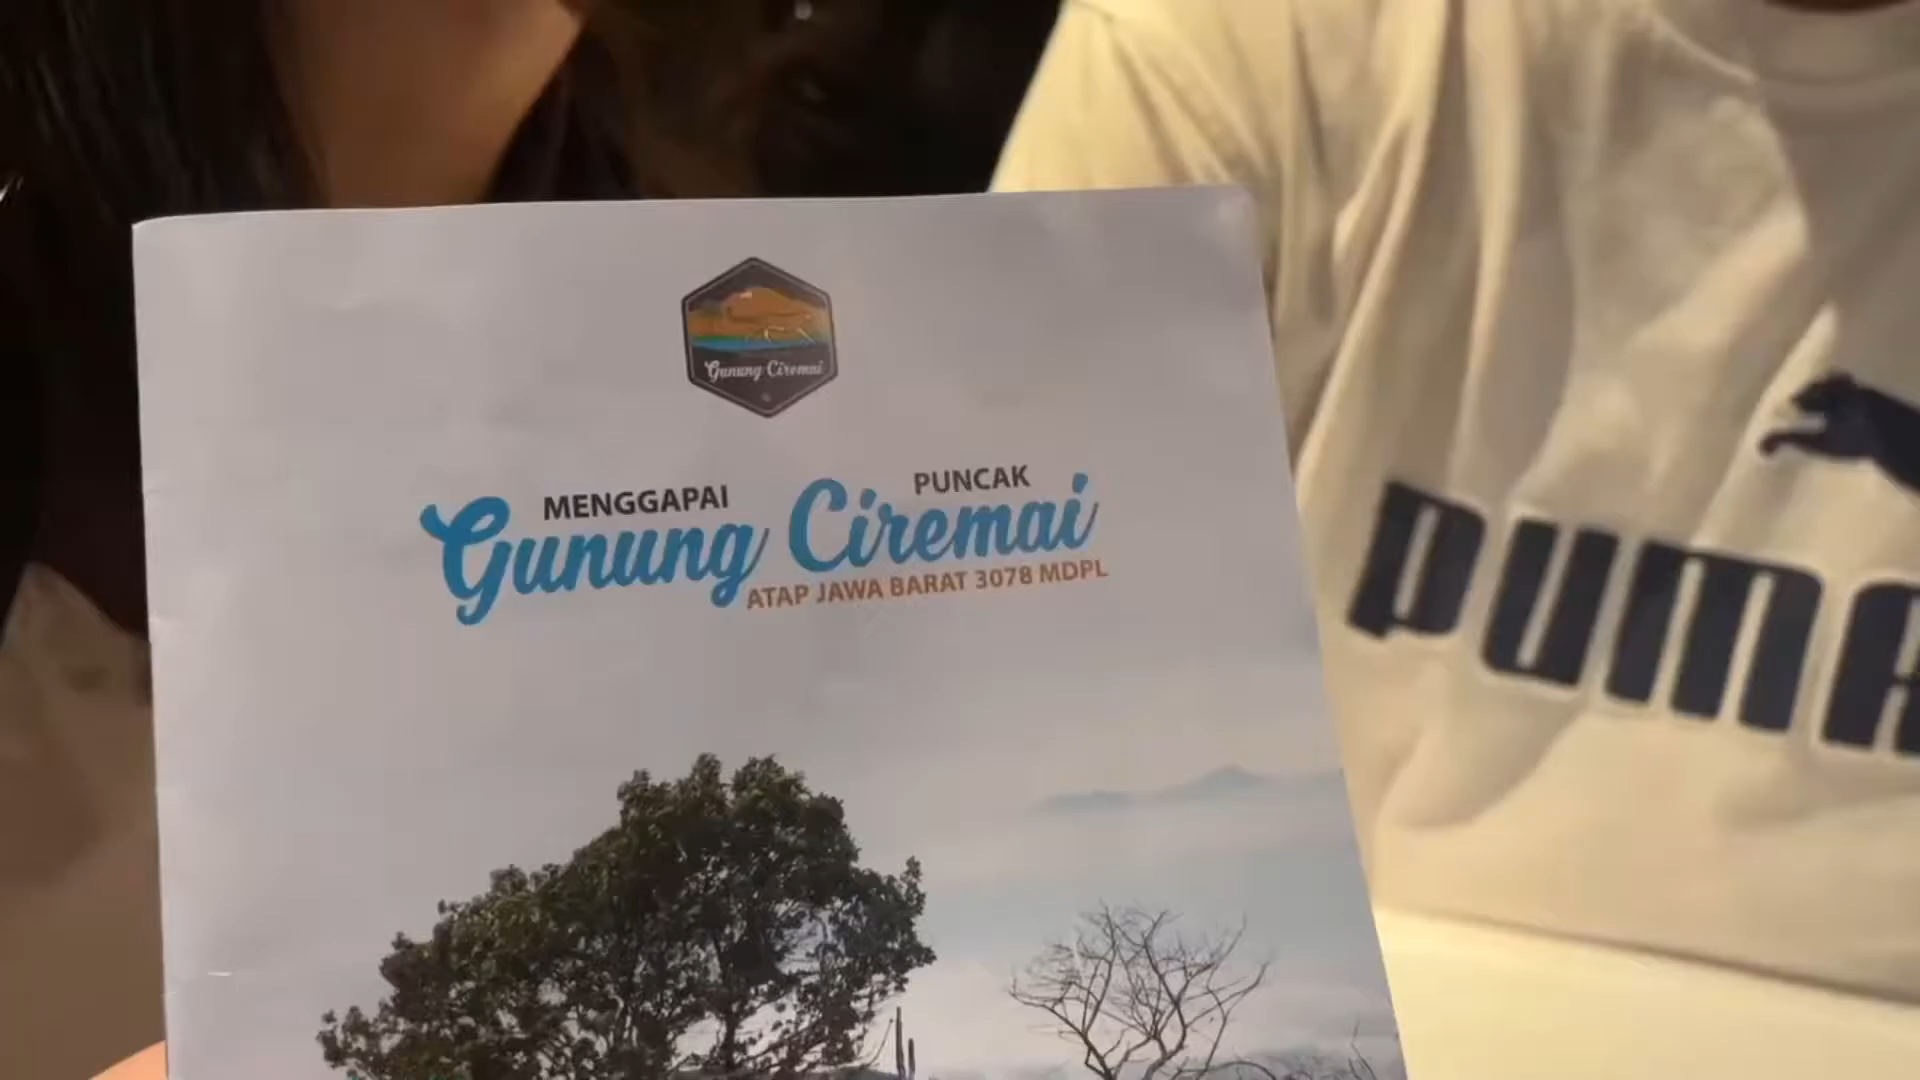 Gunung Ciremai
MENGGAPAI PUNCAK
Gunung Ciremai
ATAP JAWA BARAT 3078 MDPL
PUMA